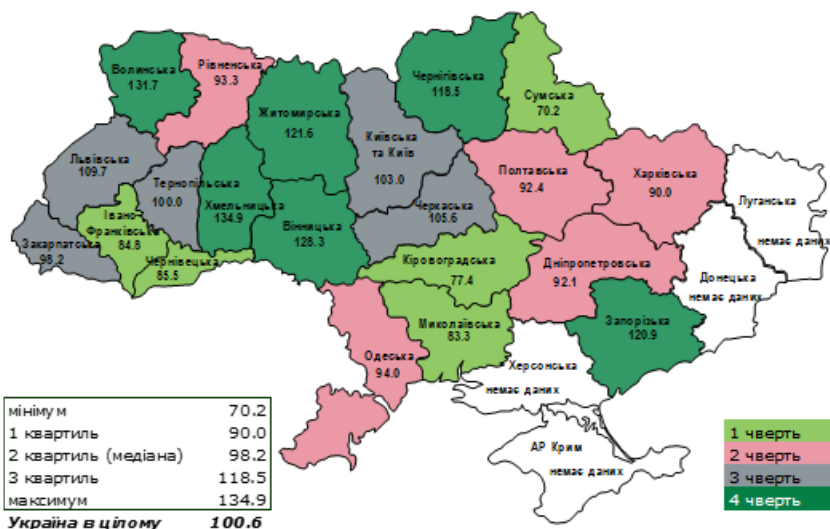 Волинська
131.7
Рівненська
93.3
Житомирська
121.6
Київська
та Київ
103.0
Чернігівська
118.5
Сумська
70.2
Львівська
109.7
Тернопільська
100.0
Хмельницька
134.9
Вінницька
128.3
Черкаська
105.6
Полтавська
92.4
Харківська
90.0
Луганська
немає даних
Івано-
Франківська
84.8
Закарпатська
98.2
Чернівецька
85.5
Кіровоградська
77.4
Дніпропетровська
92.1
Донецька
немає даних
Миколаївська
83.3
Запорізька
120.9
Одеська
94.0
Херсонська
немає даних
АР Крим
немає даних
мінімум 70.2
1 квартиль 90.0
2 квартиль (медіана) 98.2
3 квартиль 118.5
максимум 134.9
Україна в цілому 100.6
1 чверть
2 чверть
3 чверть
4 чверть